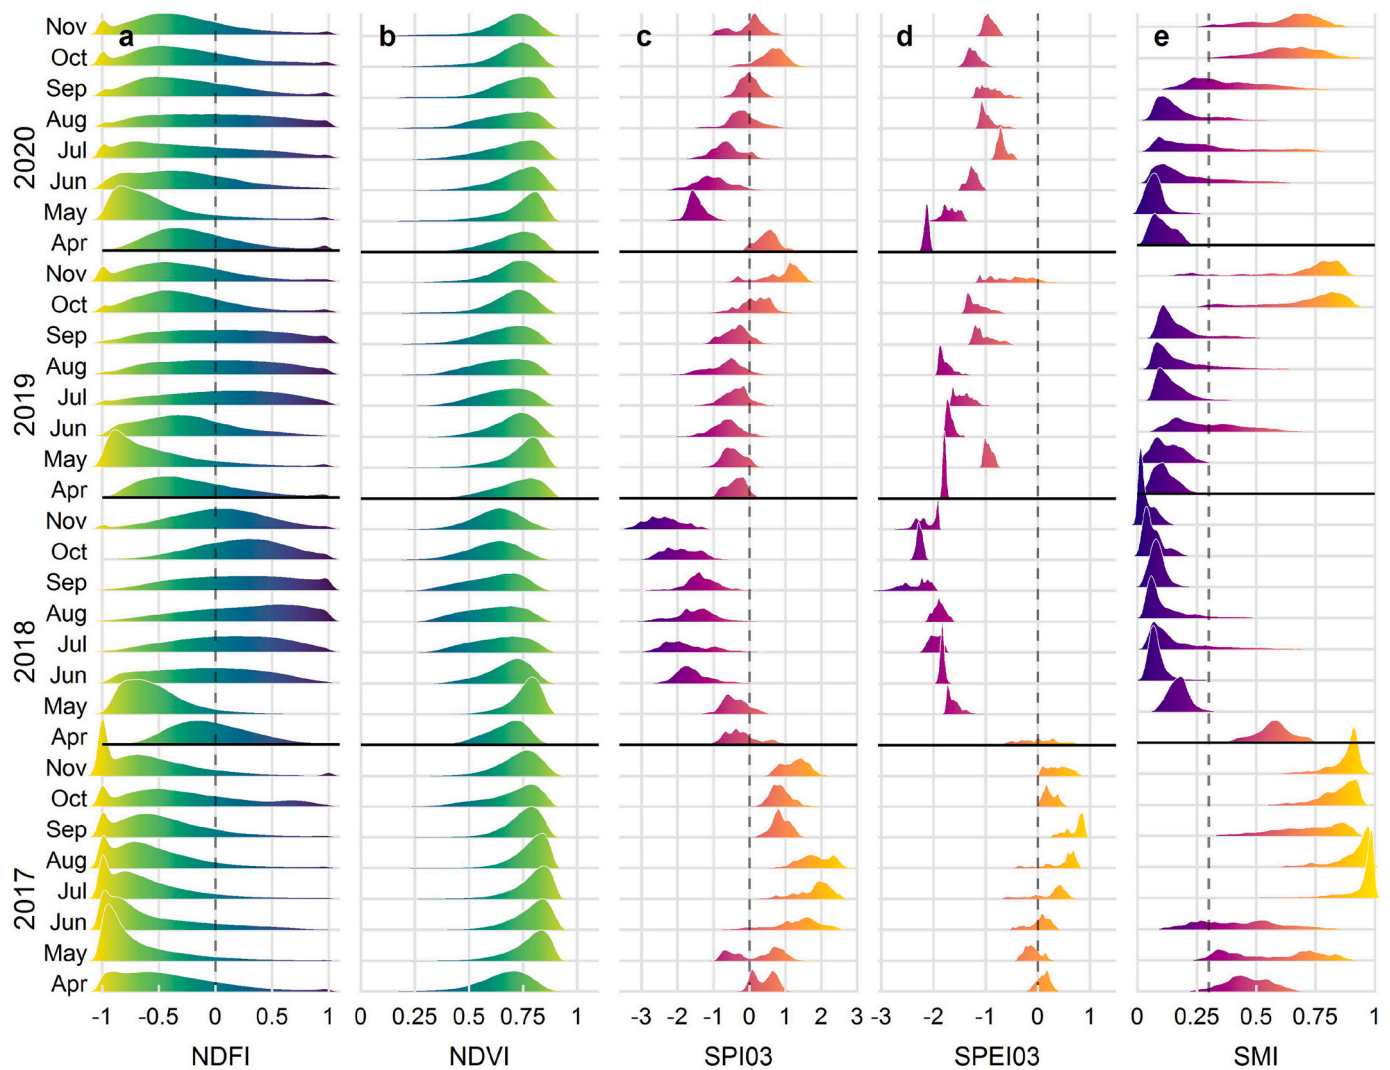 a b c d e
2020
Nov
Oct
Sep
Aug
Jul
Jun
May
Apr
2019
Nov
Oct
Sep
Aug
Jul
Jun
May
Apr
2018
Nov
Oct
Sep
Aug
Jul
Jun
May
Apr
2017
Nov
Oct
Sep
Aug
Jul
Jun
May
Apr
-1 -0.5 0 0.5 1 0 0.25 0.5 0.75 1 -3 -2 -1 0 1 2 3 -3 -2 -1 0 1 0 0.25 0.5 0.75 1
NDFI NDVI SPI03 SPEI03 SMI